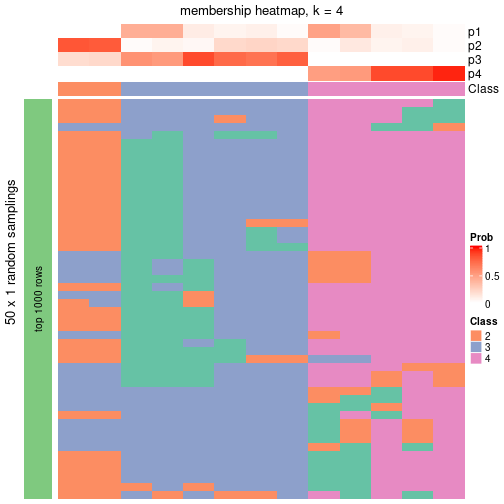 membership heatmap, k = 4
p1
p2
p3
p4
Class
50 x 1 random samplings
top 1000 rows
Prob
1
0.5
0
Class
2
3
4